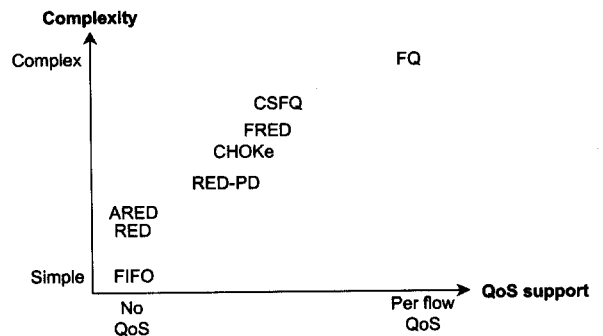 Complexity
Complex
FQ
CSFQ
FRED
CHOKe
RED-PD
ARED
RED
Simple
FIFO
QoS support
No
QoS
Per flow
QoS